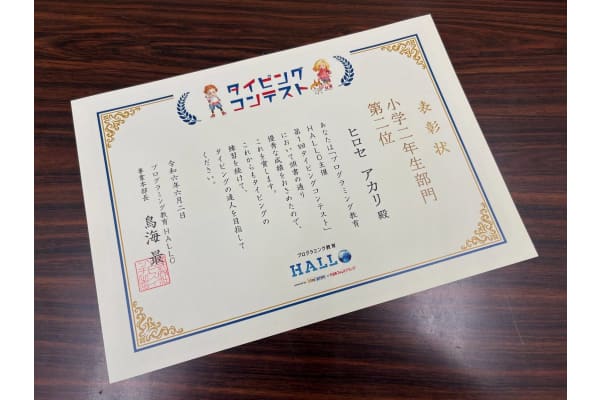 タイピング
コンテスト
表彰状
小学二年生部門
第二位
ヒロセ アカリ 殿
あなたは「プログラミング教育
HALLO主催
第1回タイピングコンテスト」
において頭書の通り
優秀な成績をおさめたので、
これを賞します。
これからもタイピングの
練習を続けて、
タイピングの達人を目指して
ください。
令和六年六月二日
プログラミング教育HALLO
事業本部長 鳥海 崇
プログラミング教育
HALLO